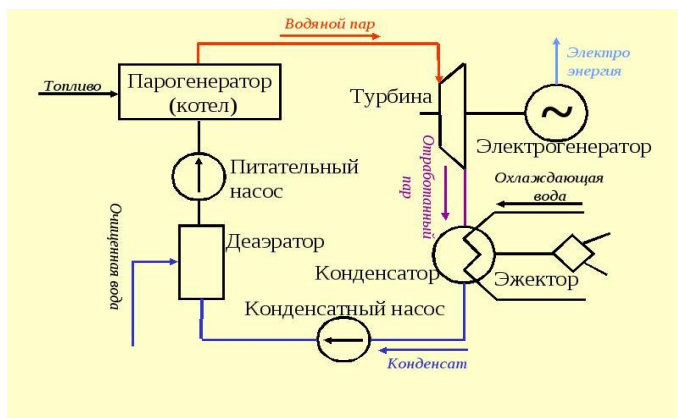 Водяной пар
Электро
энергия
Топливо
Парогенератор
(котел)
Турбина
~
Электрогенератор
Питательный
насос
Отработанный
пар
Охлаждающая
вода
Очищенная вода
Деаэратор
Конденсатор
Эжектор
Конденсатный насос
Конденсат